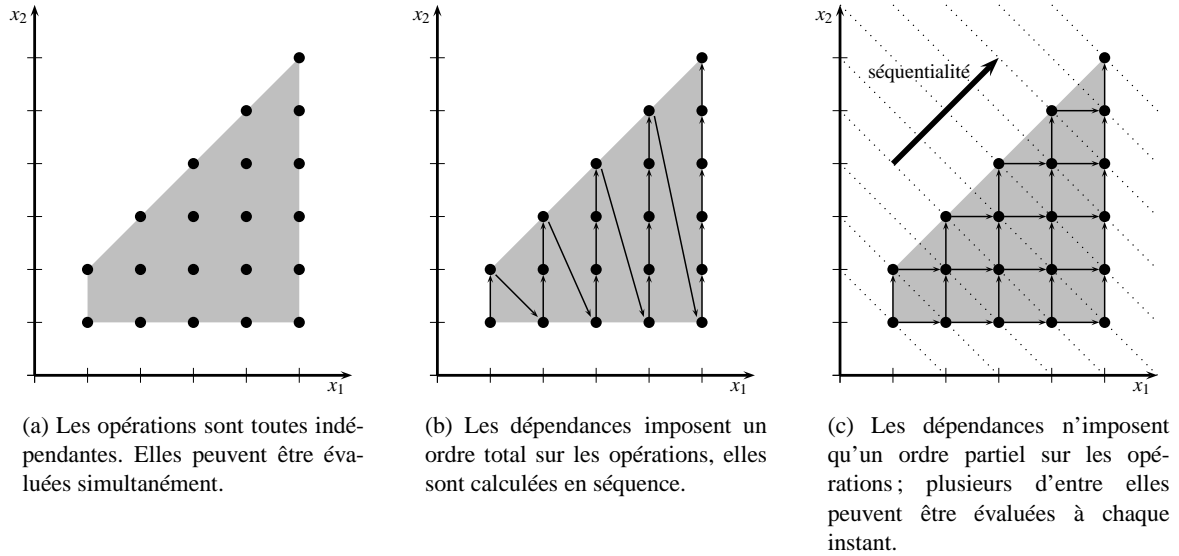 x2
x1
(a) Les opérations sont toutes indé-
pendantes. Elles peuvent être éva-
luées simultanément.
x2
x1
(b) Les dépendances imposent un
ordre total sur les opérations, elles
sont calculées en séquence.
x2
séquentialité
x1
(c) Les dépendances n'imposent
qu'un ordre partiel sur les opé-
rations ; plusieurs d'entre elles
peuvent être évaluées à chaque
instant.